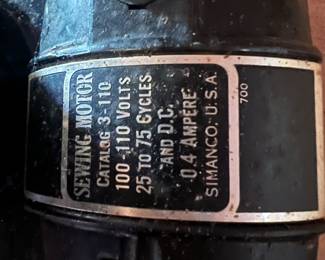 SEWING MOTOR
CATALOG 3-110
100-110 VOLTS
25 TO 75 CYCLES
AND D.C.
0.4 AMPERE
SIMANCO. U.S.A.
700